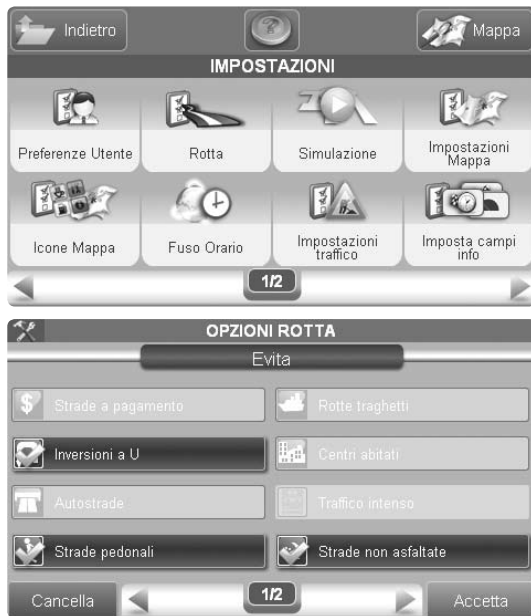 Indietro
Mappa
IMPOSTAZIONI
Preferenze Utente
Rotta
Simulazione
Impostazioni
Mappa
Icone Mappa
Fuso Orario
Impostazioni
traffico
Imposta campi
info
1/2
OPZIONI ROTTA
Evita
Strade a pagamento
Rotte traghetti
Inversioni a U
Centri abitati
Autostrade
Traffico intenso
Strade pedonali
Strade non asfaltate
Cancella
1/2
Accetta